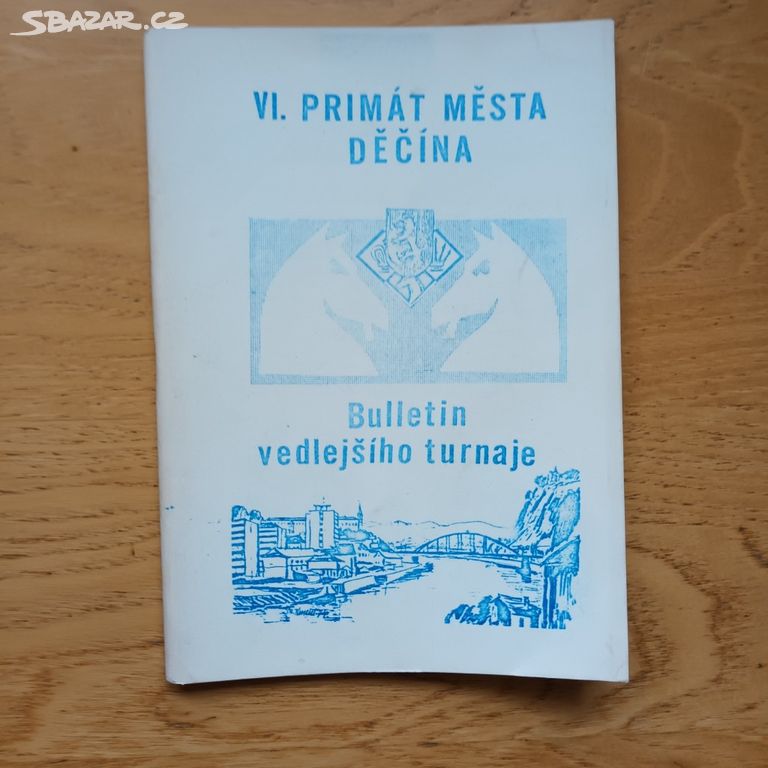 SBAZAR.CZ
VI. PRIMÁT MĚSTA
DĚČÍNA
Bulletin
vedlejšího turnaje